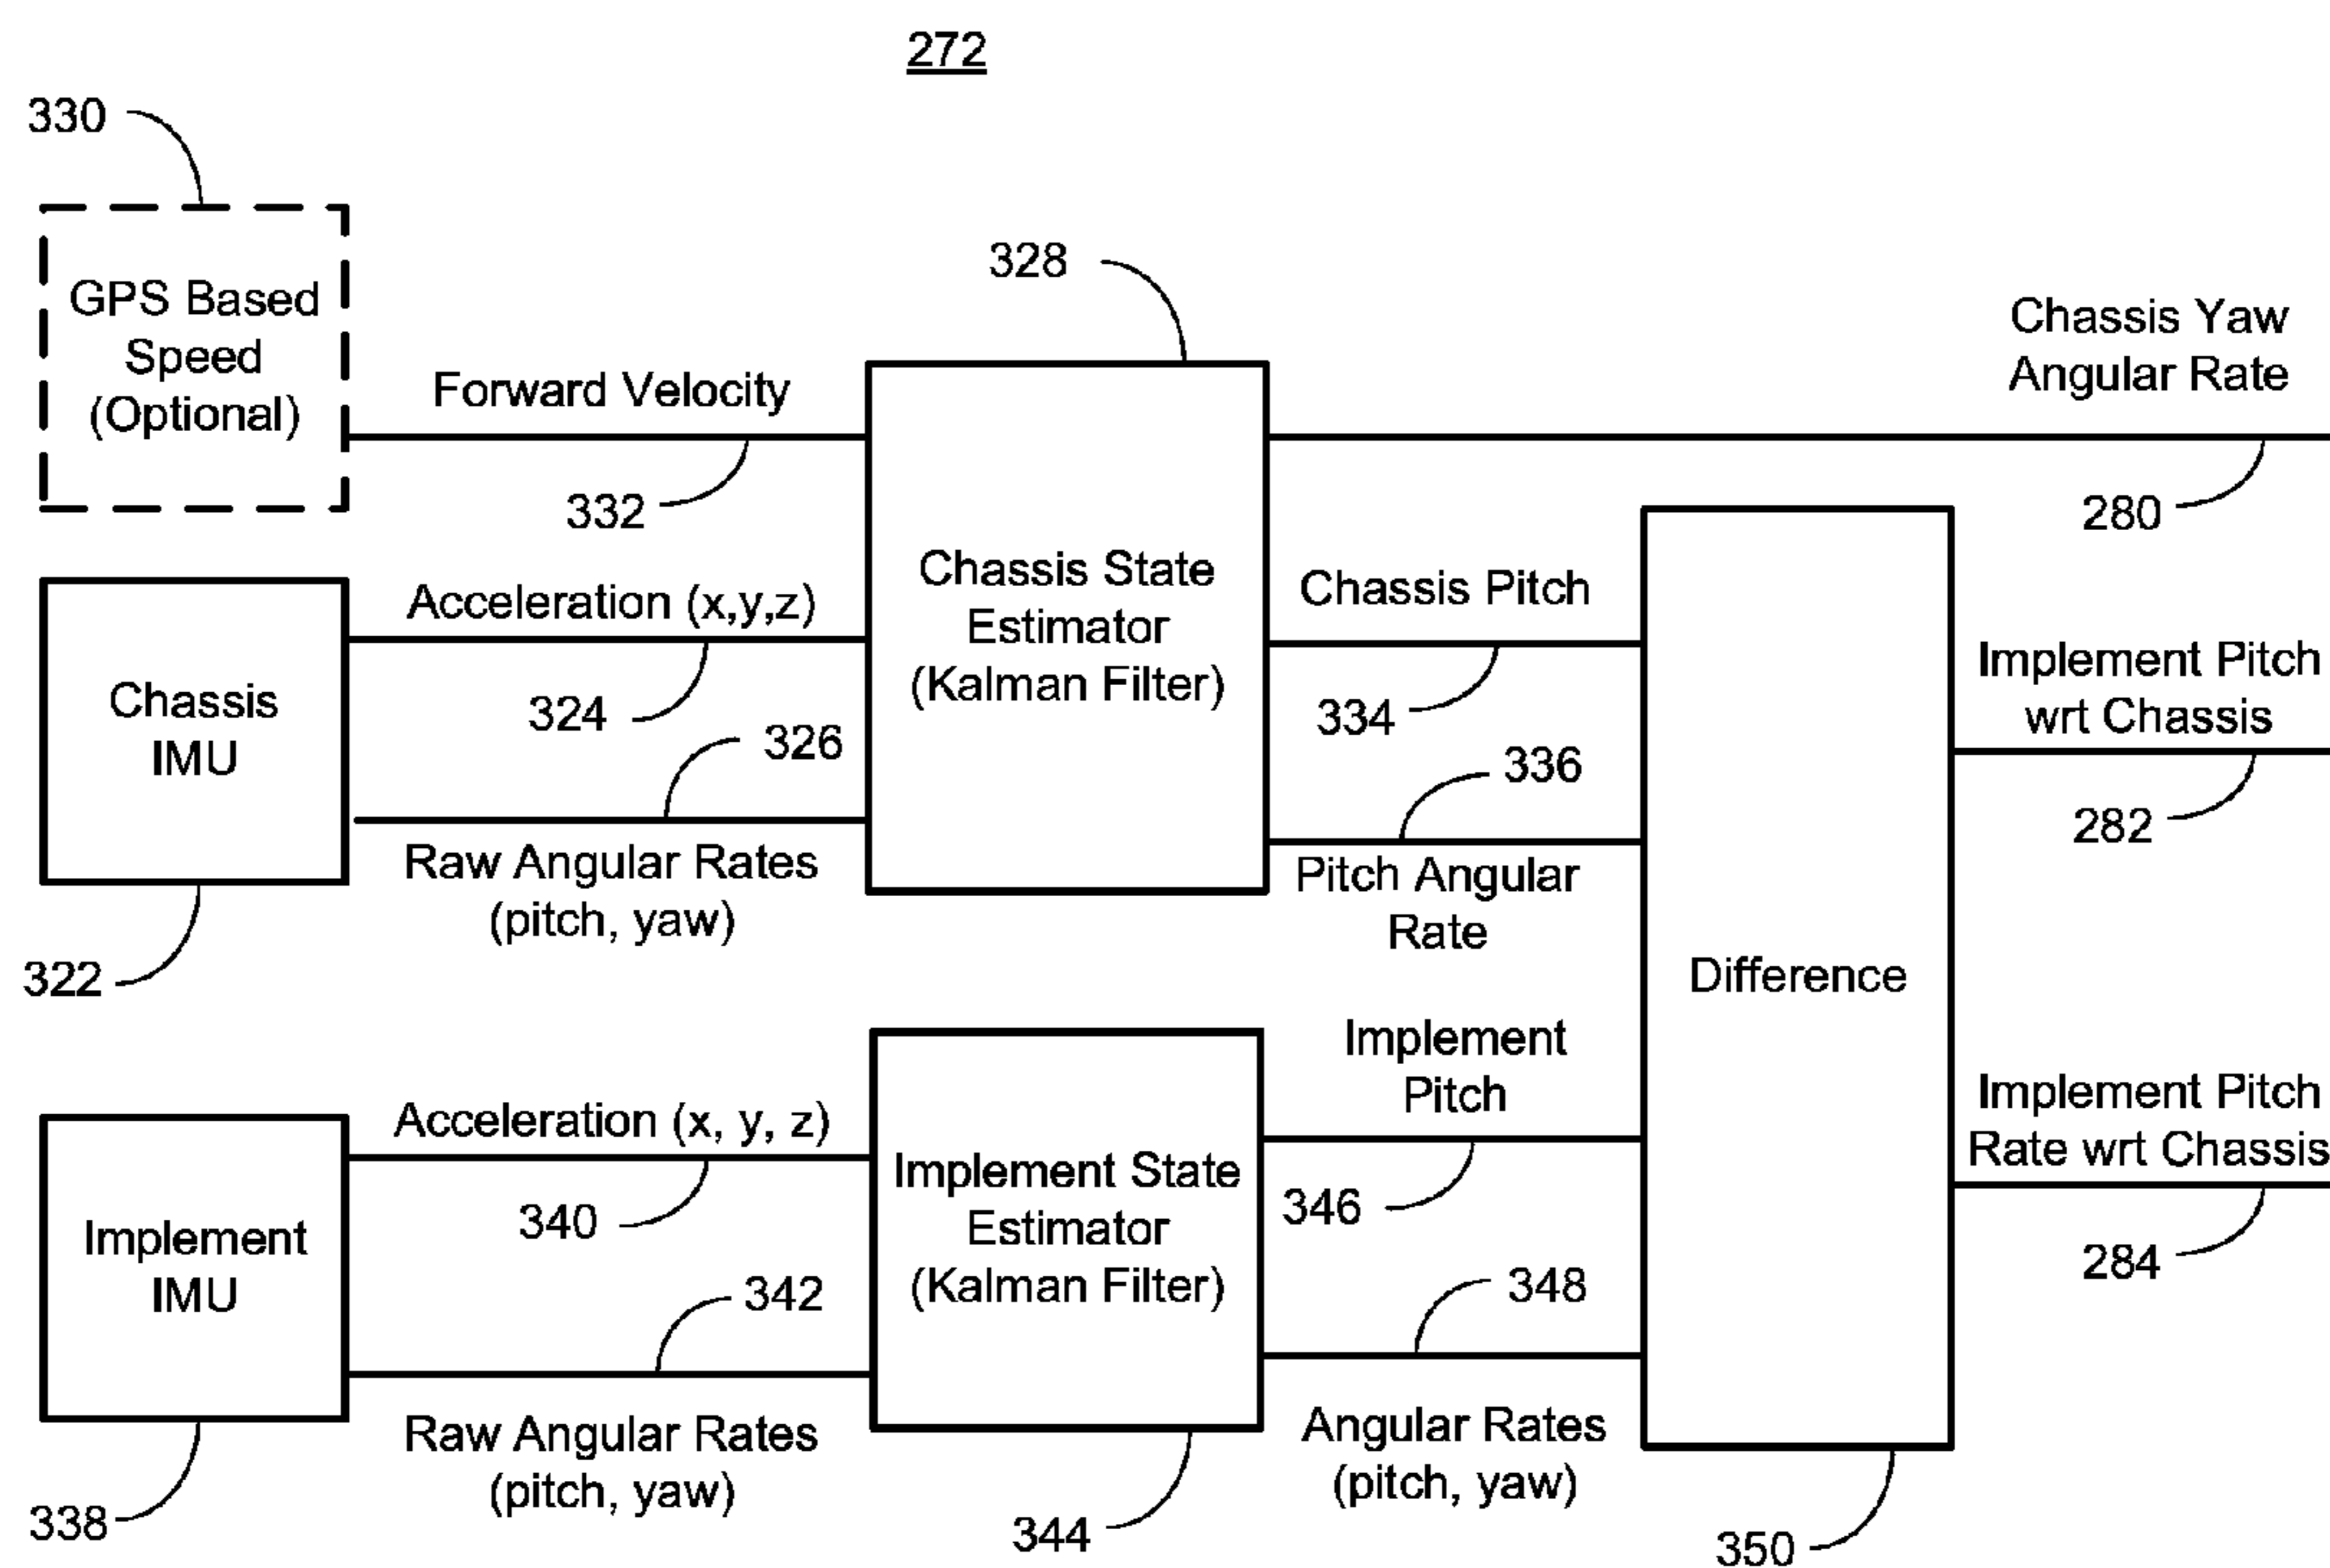 272
330
GPS Based
Speed
(Optional)
Forward Velocity
332
328
Chassis State
Estimator
(Kalman Filter)
Chassis Yaw
Angular Rate
280
Chassis
IMU
322
Acceleration (x,y,z)
324
326
Raw Angular Rates
(pitch, yaw)
Chassis Pitch
334
336
Pitch Angular
Rate
Difference
350
Implement Pitch
wrt Chassis
282
Implement
IMU
338
Acceleration (x, y, z)
340
342
Raw Angular Rates
(pitch, yaw)
Implement State
Estimator
(Kalman Filter)
344
Implement
Pitch
346
348
Angular Rates
(pitch, yaw)
Implement Pitch
Rate wrt Chassis
284